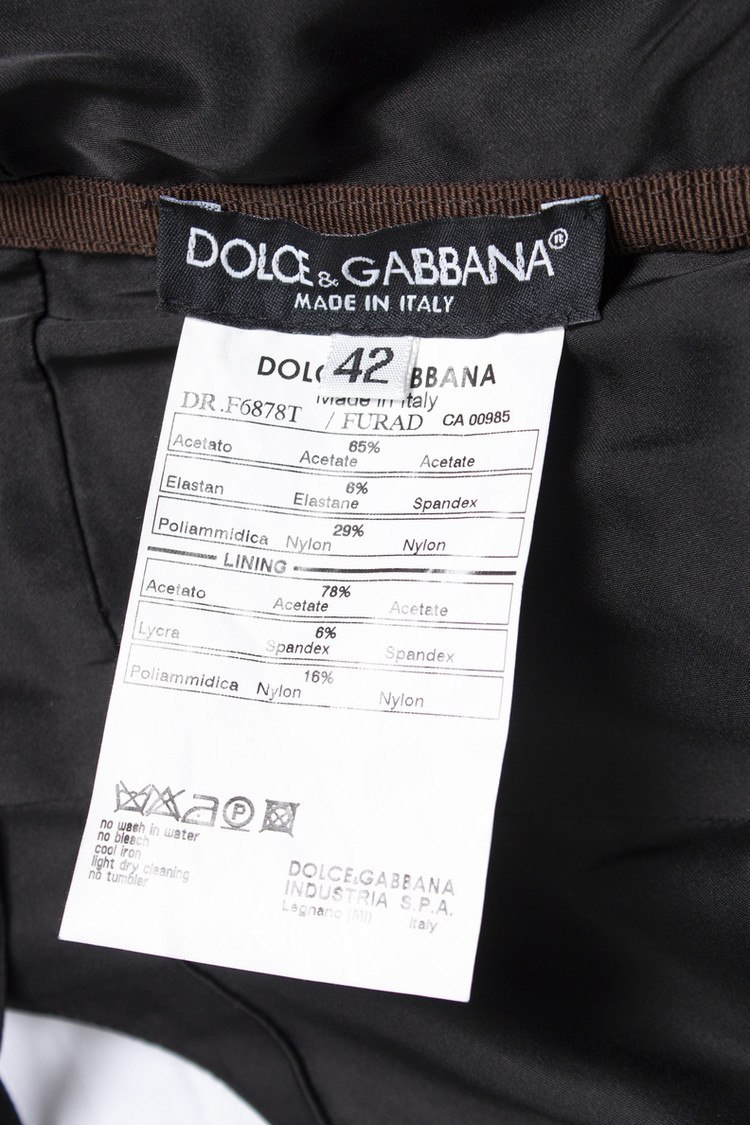 DOLCE & GABBANA®
MADE IN ITALY
42
DOL BBANA
Made in Italy
DR.F6878T / FURAD CA 00985
Acetato 65% Acetate Acetate
Elastan 6% Elastane Spandex
Poliammidica 29% Nylon Nylon
LINING
Acetato 78% Acetate Acetate
Lycra 6% Spandex Spandex
Poliammidica 16% Nylon Nylon
P
no wash in water
no bleach
cool iron
light dry cleaning
no tumbler
DOLCE&GABBANA
INDUSTRIA S.P.A.
Legnano (MI) Italy